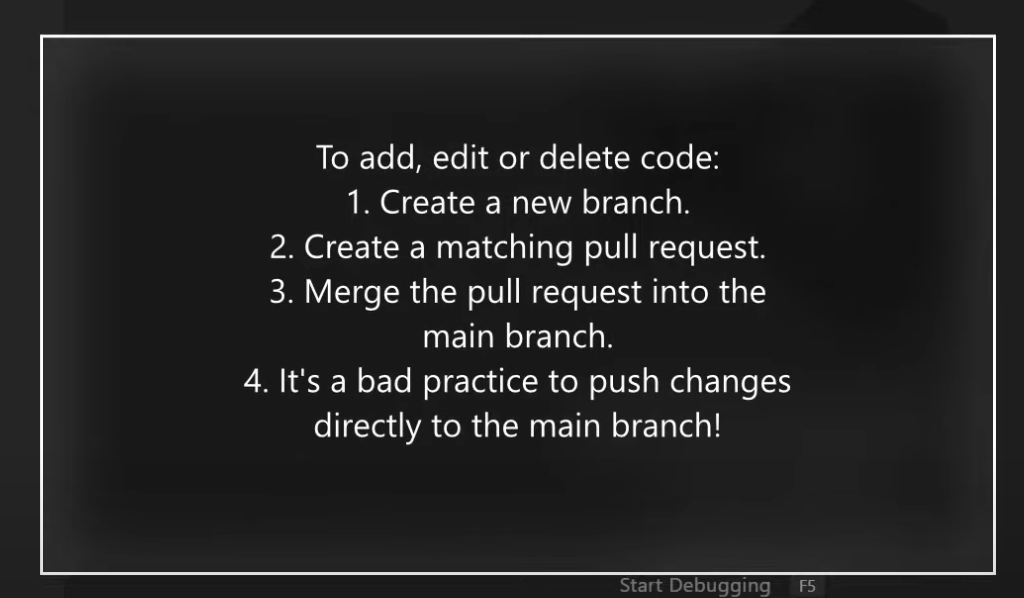 To add, edit or delete code:
1. Create a new branch.
2. Create a matching pull request.
3. Merge the pull request into the
main branch.
4. It's a bad practice to push changes
directly to the main branch!
Start Debugging F5